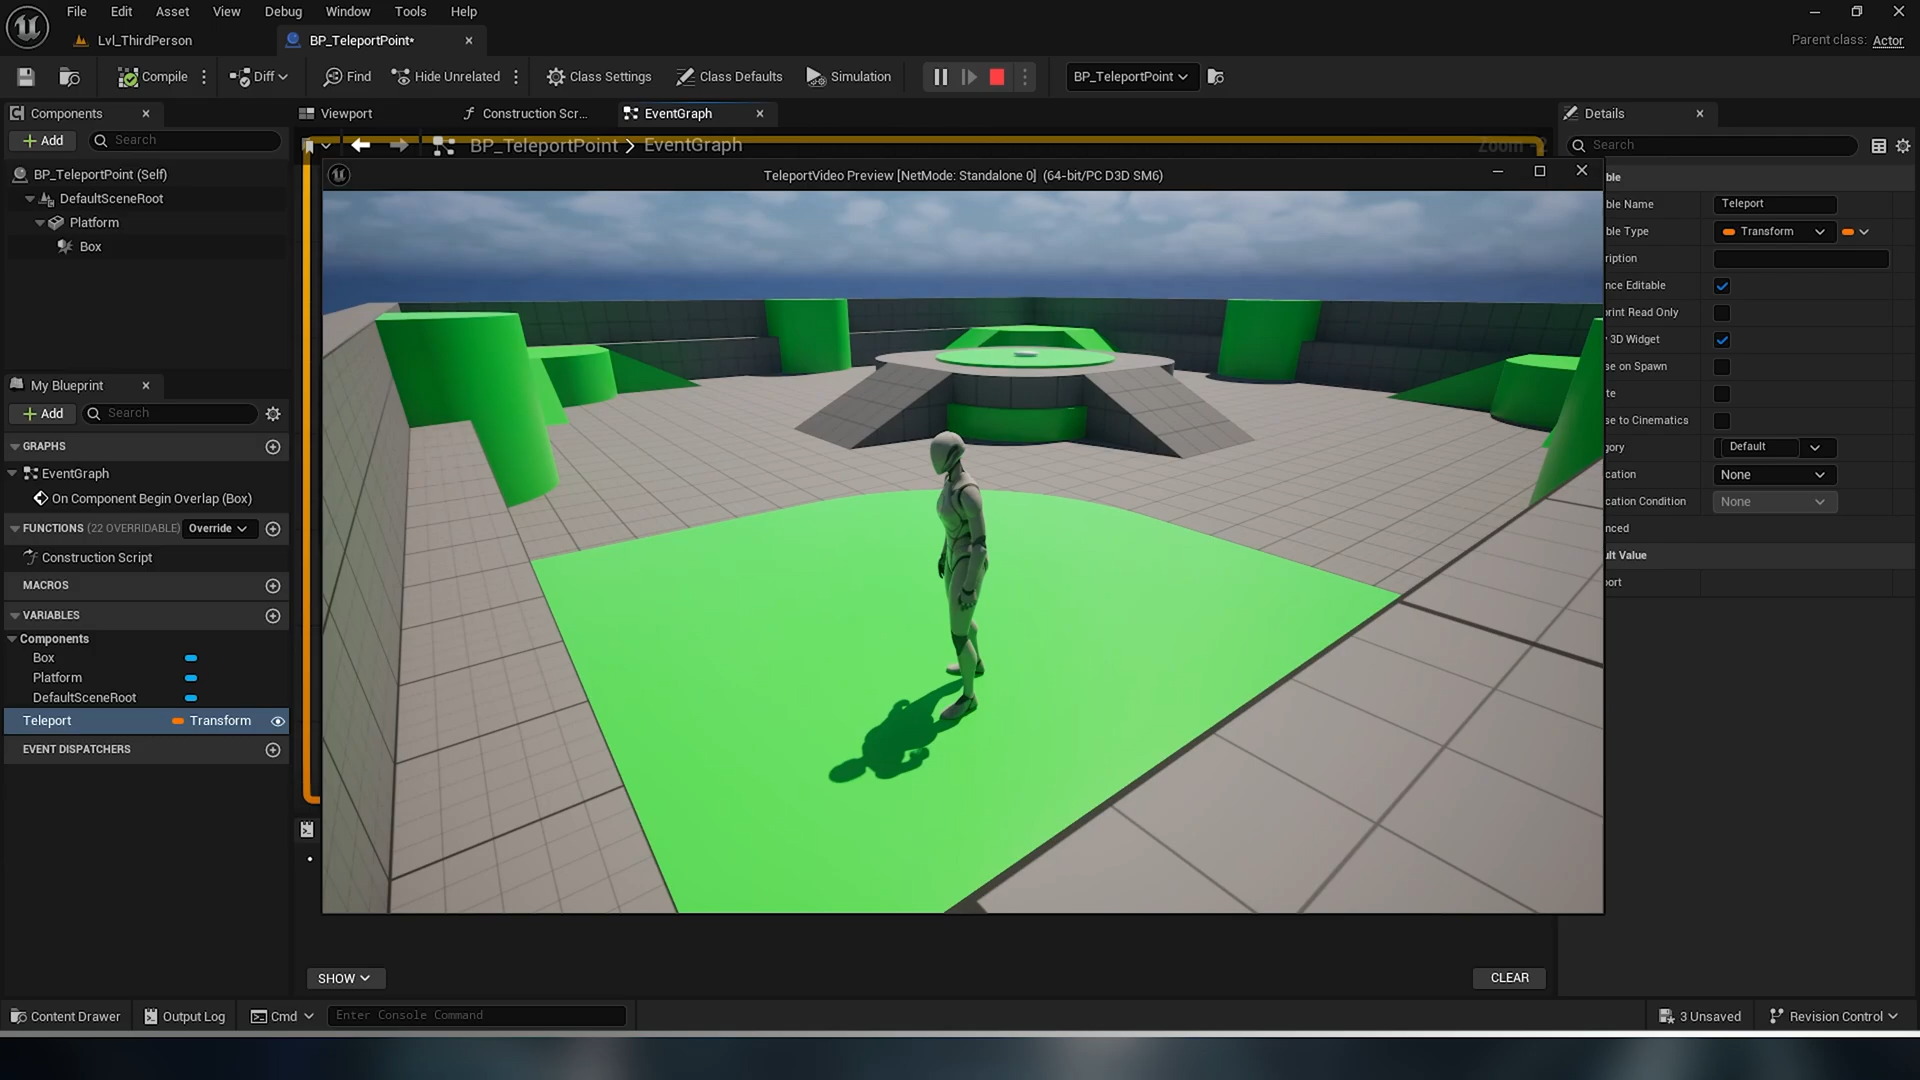 File Edit Asset View Debug Window Tools Help
Lvl_ThirdPerson
BP_TeleportPoint*
Parent class: Actor
Compile
Diff
Find
Hide Unrelated
Class Settings
Class Defaults
Simulation
BP_TeleportPoint
Components
Add
Search
BP_TeleportPoint (Self)
DefaultSceneRoot
Platform
Box
My Blueprint
Add
Search
GRAPHS
EventGraph
On Component Begin Overlap (Box)
FUNCTIONS (22 OVERRIDABLE) Override
Construction Script
MACROS
VARIABLES
Components
Box
Platform
DefaultSceneRoot
Teleport Transform
EVENT DISPATCHERS
Viewport
Construction Scr...
EventGraph
BP_TeleportPoint > EventGraph
Zoom -2
TeleportVideo Preview [NetMode: Standalone 0] (64-bit/PC D3D SM6)
SHOW
CLEAR
Details
Search
ble
ble Name Teleport
ble Type Transform
ription
nce Editable
rint Read Only
3D Widget
se on Spawn
te
se to Cinematics
gory Default
cation None
cation Condition None
nced
ult Value
ort
Content Drawer
Output Log
Cmd
Enter Console Command
3 Unsaved
Revision Control